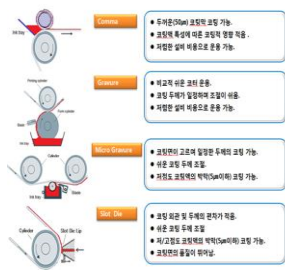 Comma
● 두꺼운(50㎛) 코팅막 코팅 가능.
● 코팅액 특성에 따른 코팅적 영향 적음.
● 저렴한 설비 비용으로 운용 가능.
Gravure
● 비교적 쉬운 코터 운용.
● 코팅 두께가 일정하며 조절이 쉬움.
● 저렴한 설비 비용으로 운용 가능.
Micro Gravure
● 코팅면이 고르며 일정한 두께의 코팅 가능.
● 쉬운 코팅 두께 조절.
● 저점도 코팅액의 박막(5㎛이하) 코팅 가능.
Slot Die
● 코팅 외관 및 두께의 편차가 적음.
● 쉬운 코팅 두께 조절
● 저/고점도 코팅액의 박막(5㎛이하) 코팅 가능.
● 코팅면의 품질이 뛰어남.
Cylinder
Slot Die Lip